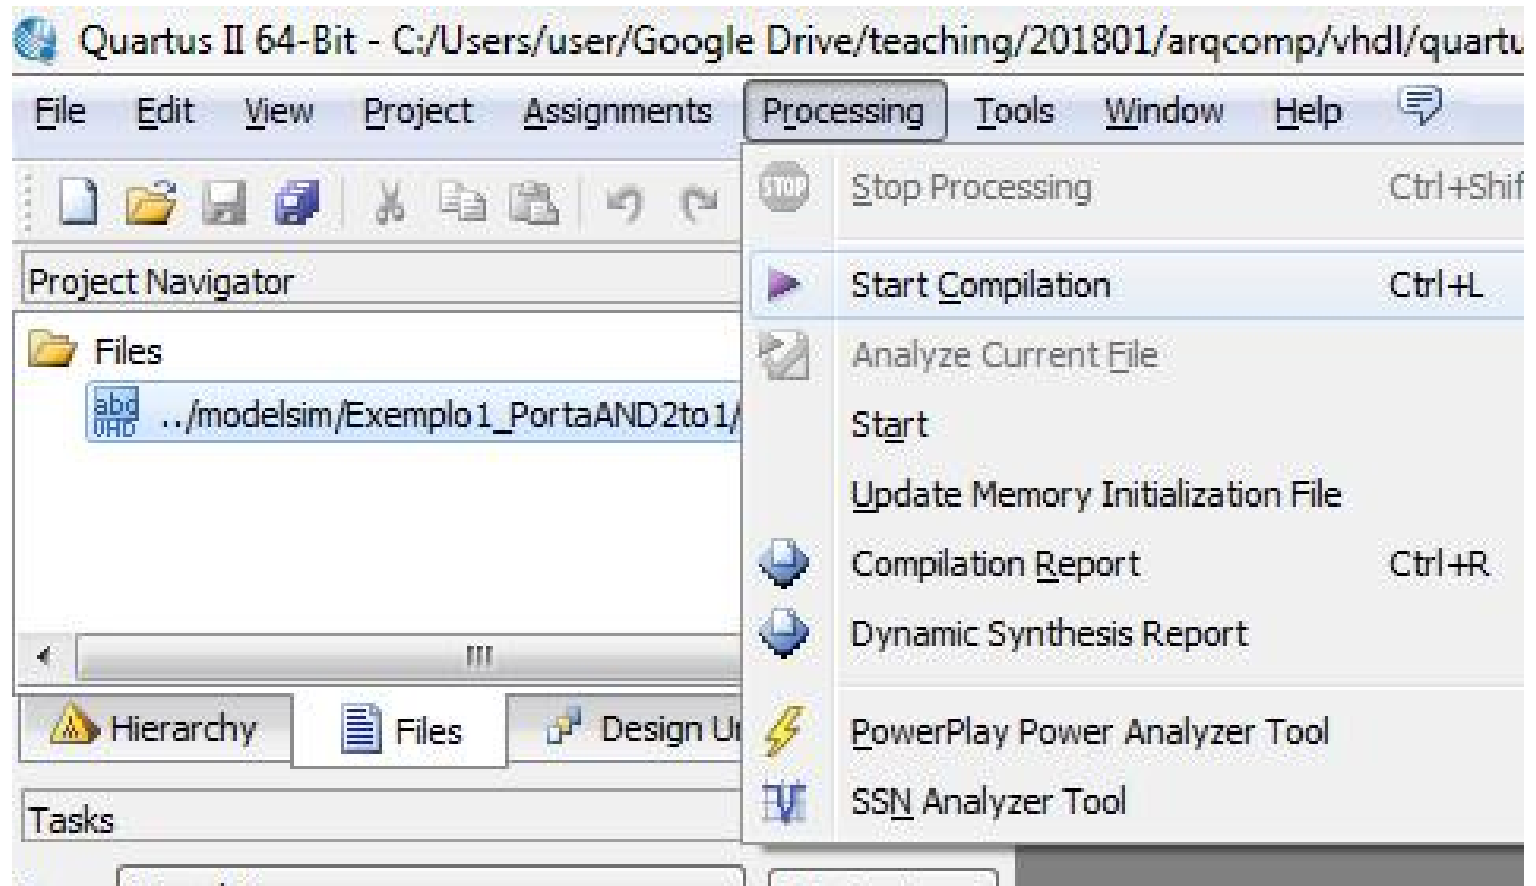 Quartus II 64-Bit - C:/Users/user/Google Drive/teaching/201801/arqcomp/vhdl/quartu
File Edit View Project Assignments Processing Tools Window Help
STOP Stop Processing Ctrl+Shif
Project Navigator
Start Compilation Ctrl+L
Files
Analyze Current File
abd
VHD ../modelsim/Exemplo1_PortaAND2to1/
Start
Update Memory Initialization File
Compilation Report Ctrl+R
Dynamic Synthesis Report
Hierarchy Files Design U
PowerPlay Power Analyzer Tool
SSN Analyzer Tool
Tasks